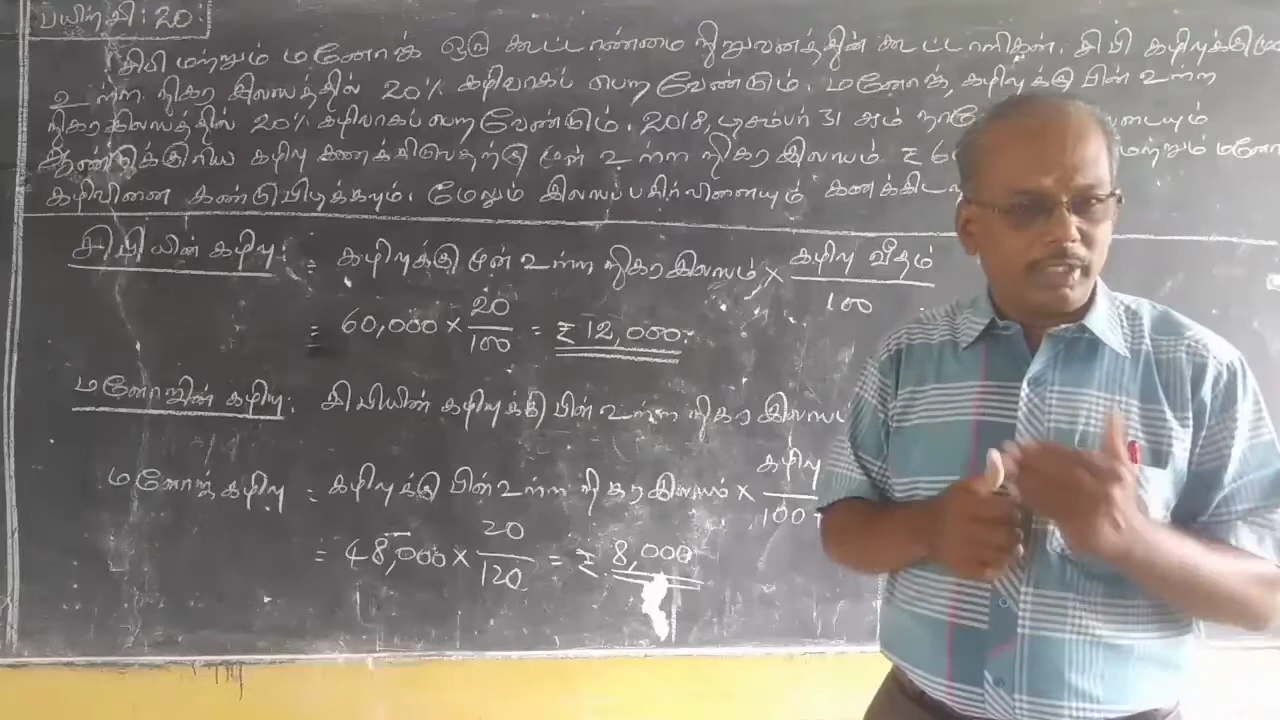 பயிற்சி : 20.
சிபி மற்றும் மனோஜ் ஒரு கூட்டாண்மை நிறுவனத்தின் கூட்டாளிகள். சிபி கழிவுக்கு
உள்ள நிகர இலாபத்தில் 20% கழிவாகப் பெற வேண்டும். மனோஜ், கழிவுக்கு பின் உள்ள
நிகர இலாபத்தில் 20% கழிவாகப் பெற வேண்டும். 2018, டிசம்பர் 31 ஆம்
ஆண்டுக்குரிய கழிவு கணக்கிடுவதற்கு முன் உள்ள நிகர இலாபம் ₹ மற்றும்
கழிவினை கண்டுபிடிக்கவும். மேலும் இலாபப்பகிர்வினையும்
சிபியின் கழிவு : = கழிவுக்கு முன் உள்ள நிகர இலாபம் × கழிவு வீதம் / 100
= 60,000 × 20/100 = ₹ 12,000.
மனோஜின் கழிவு : சிபியின் கழிவுக்கு பின் உள்ள நிகர
மனோஜ் கழிவு = கழிவுக்கு பின் உள்ள நிகர இலாபம் × கழிவு / 100 +
= 48,000 × 20/120 = ₹ 8,000